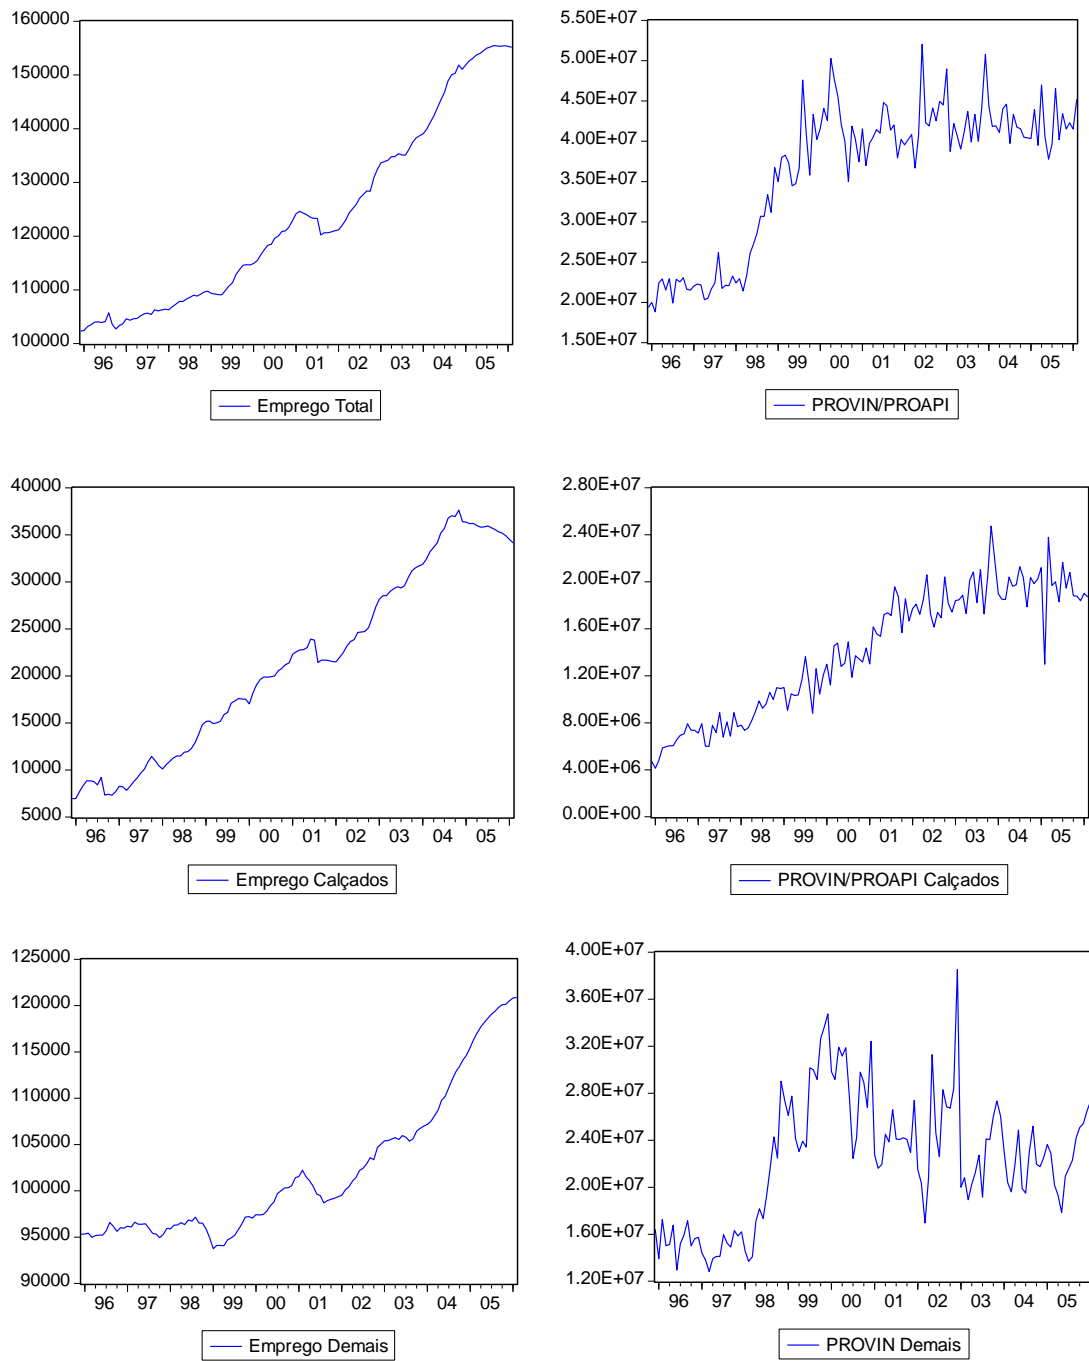 160000
150000
140000
130000
120000
110000
100000
96 97 98 99 00 01 02 03 04 05
Emprego Total
5.50E+07
5.00E+07
4.50E+07
4.00E+07
3.50E+07
3.00E+07
2.50E+07
2.00E+07
1.50E+07
96 97 98 99 00 01 02 03 04 05
PROVIN/PROAPI
40000
35000
30000
25000
20000
15000
10000
5000
96 97 98 99 00 01 02 03 04 05
Emprego Calçados
2.80E+07
2.40E+07
2.00E+07
1.60E+07
1.20E+07
8.00E+06
4.00E+06
0.00E+00
96 97 98 99 00 01 02 03 04 05
PROVIN/PROAPI Calçados
125000
120000
115000
110000
105000
100000
95000
90000
96 97 98 99 00 01 02 03 04 05
Emprego Demais
4.00E+07
3.60E+07
3.20E+07
2.80E+07
2.40E+07
2.00E+07
1.60E+07
1.20E+07
96 97 98 99 00 01 02 03 04 05
PROVIN Demais